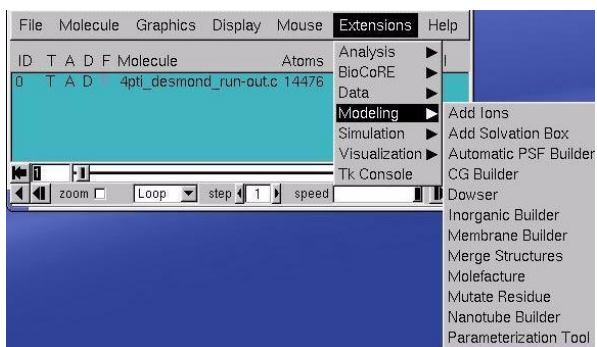 File Molecule Graphics Display Mouse Extensions Help
ID T A D F Molecule Atoms
0 T A D F 4pti_desmond_run-out.c 14476
Analysis
BioCoRE
Data
Modeling
Simulation
Visualization
Tk Console
Add Ions
Add Solvation Box
Automatic PSF Builder
CG Builder
Dowser
Inorganic Builder
Membrane Builder
Merge Structures
Molefacture
Mutate Residue
Nanotube Builder
Parameterization Tool
0
zoom Loop step 1 speed